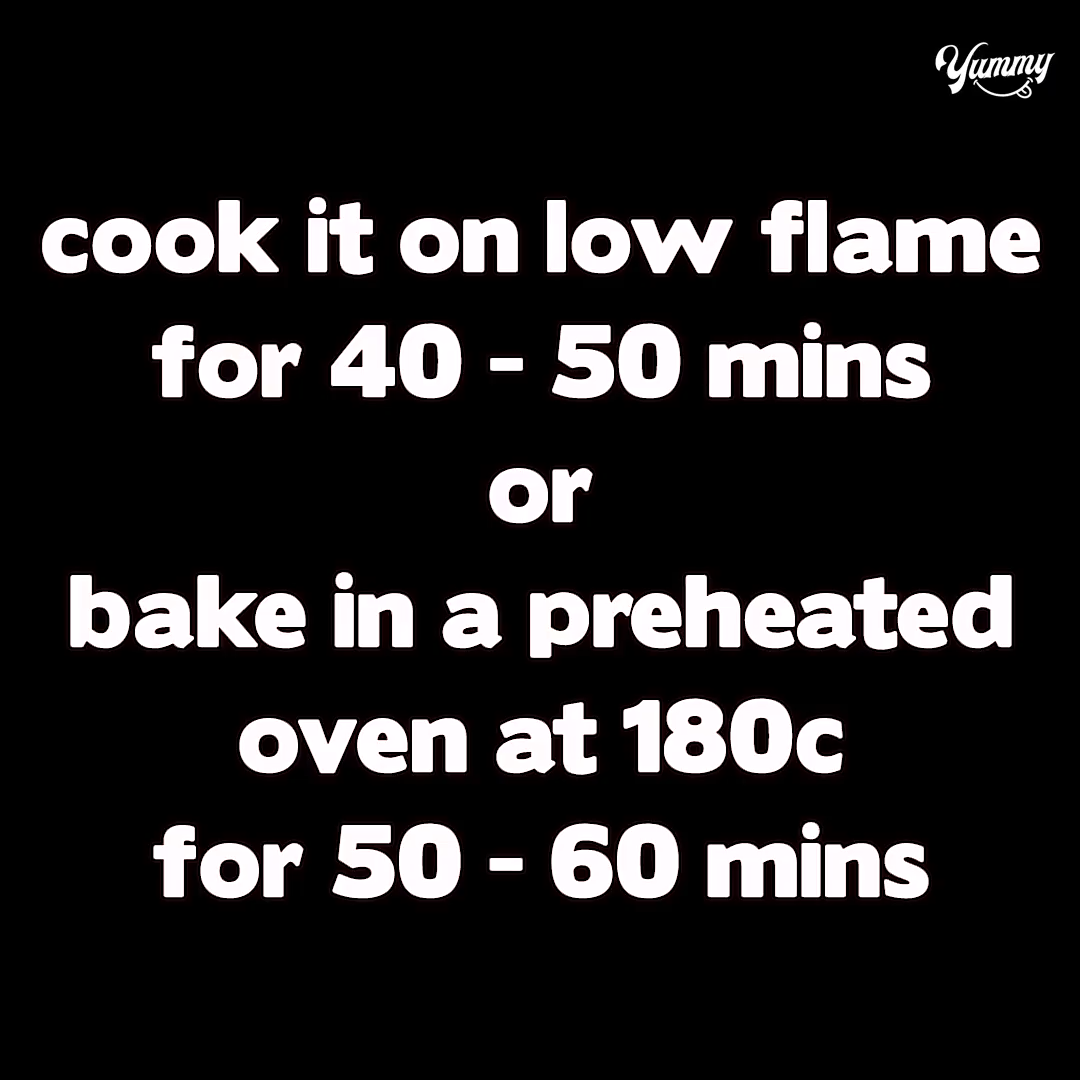 Yummy
cook it on low flame
for 40 - 50 mins
or
bake in a preheated
oven at 180c
for 50 - 60 mins